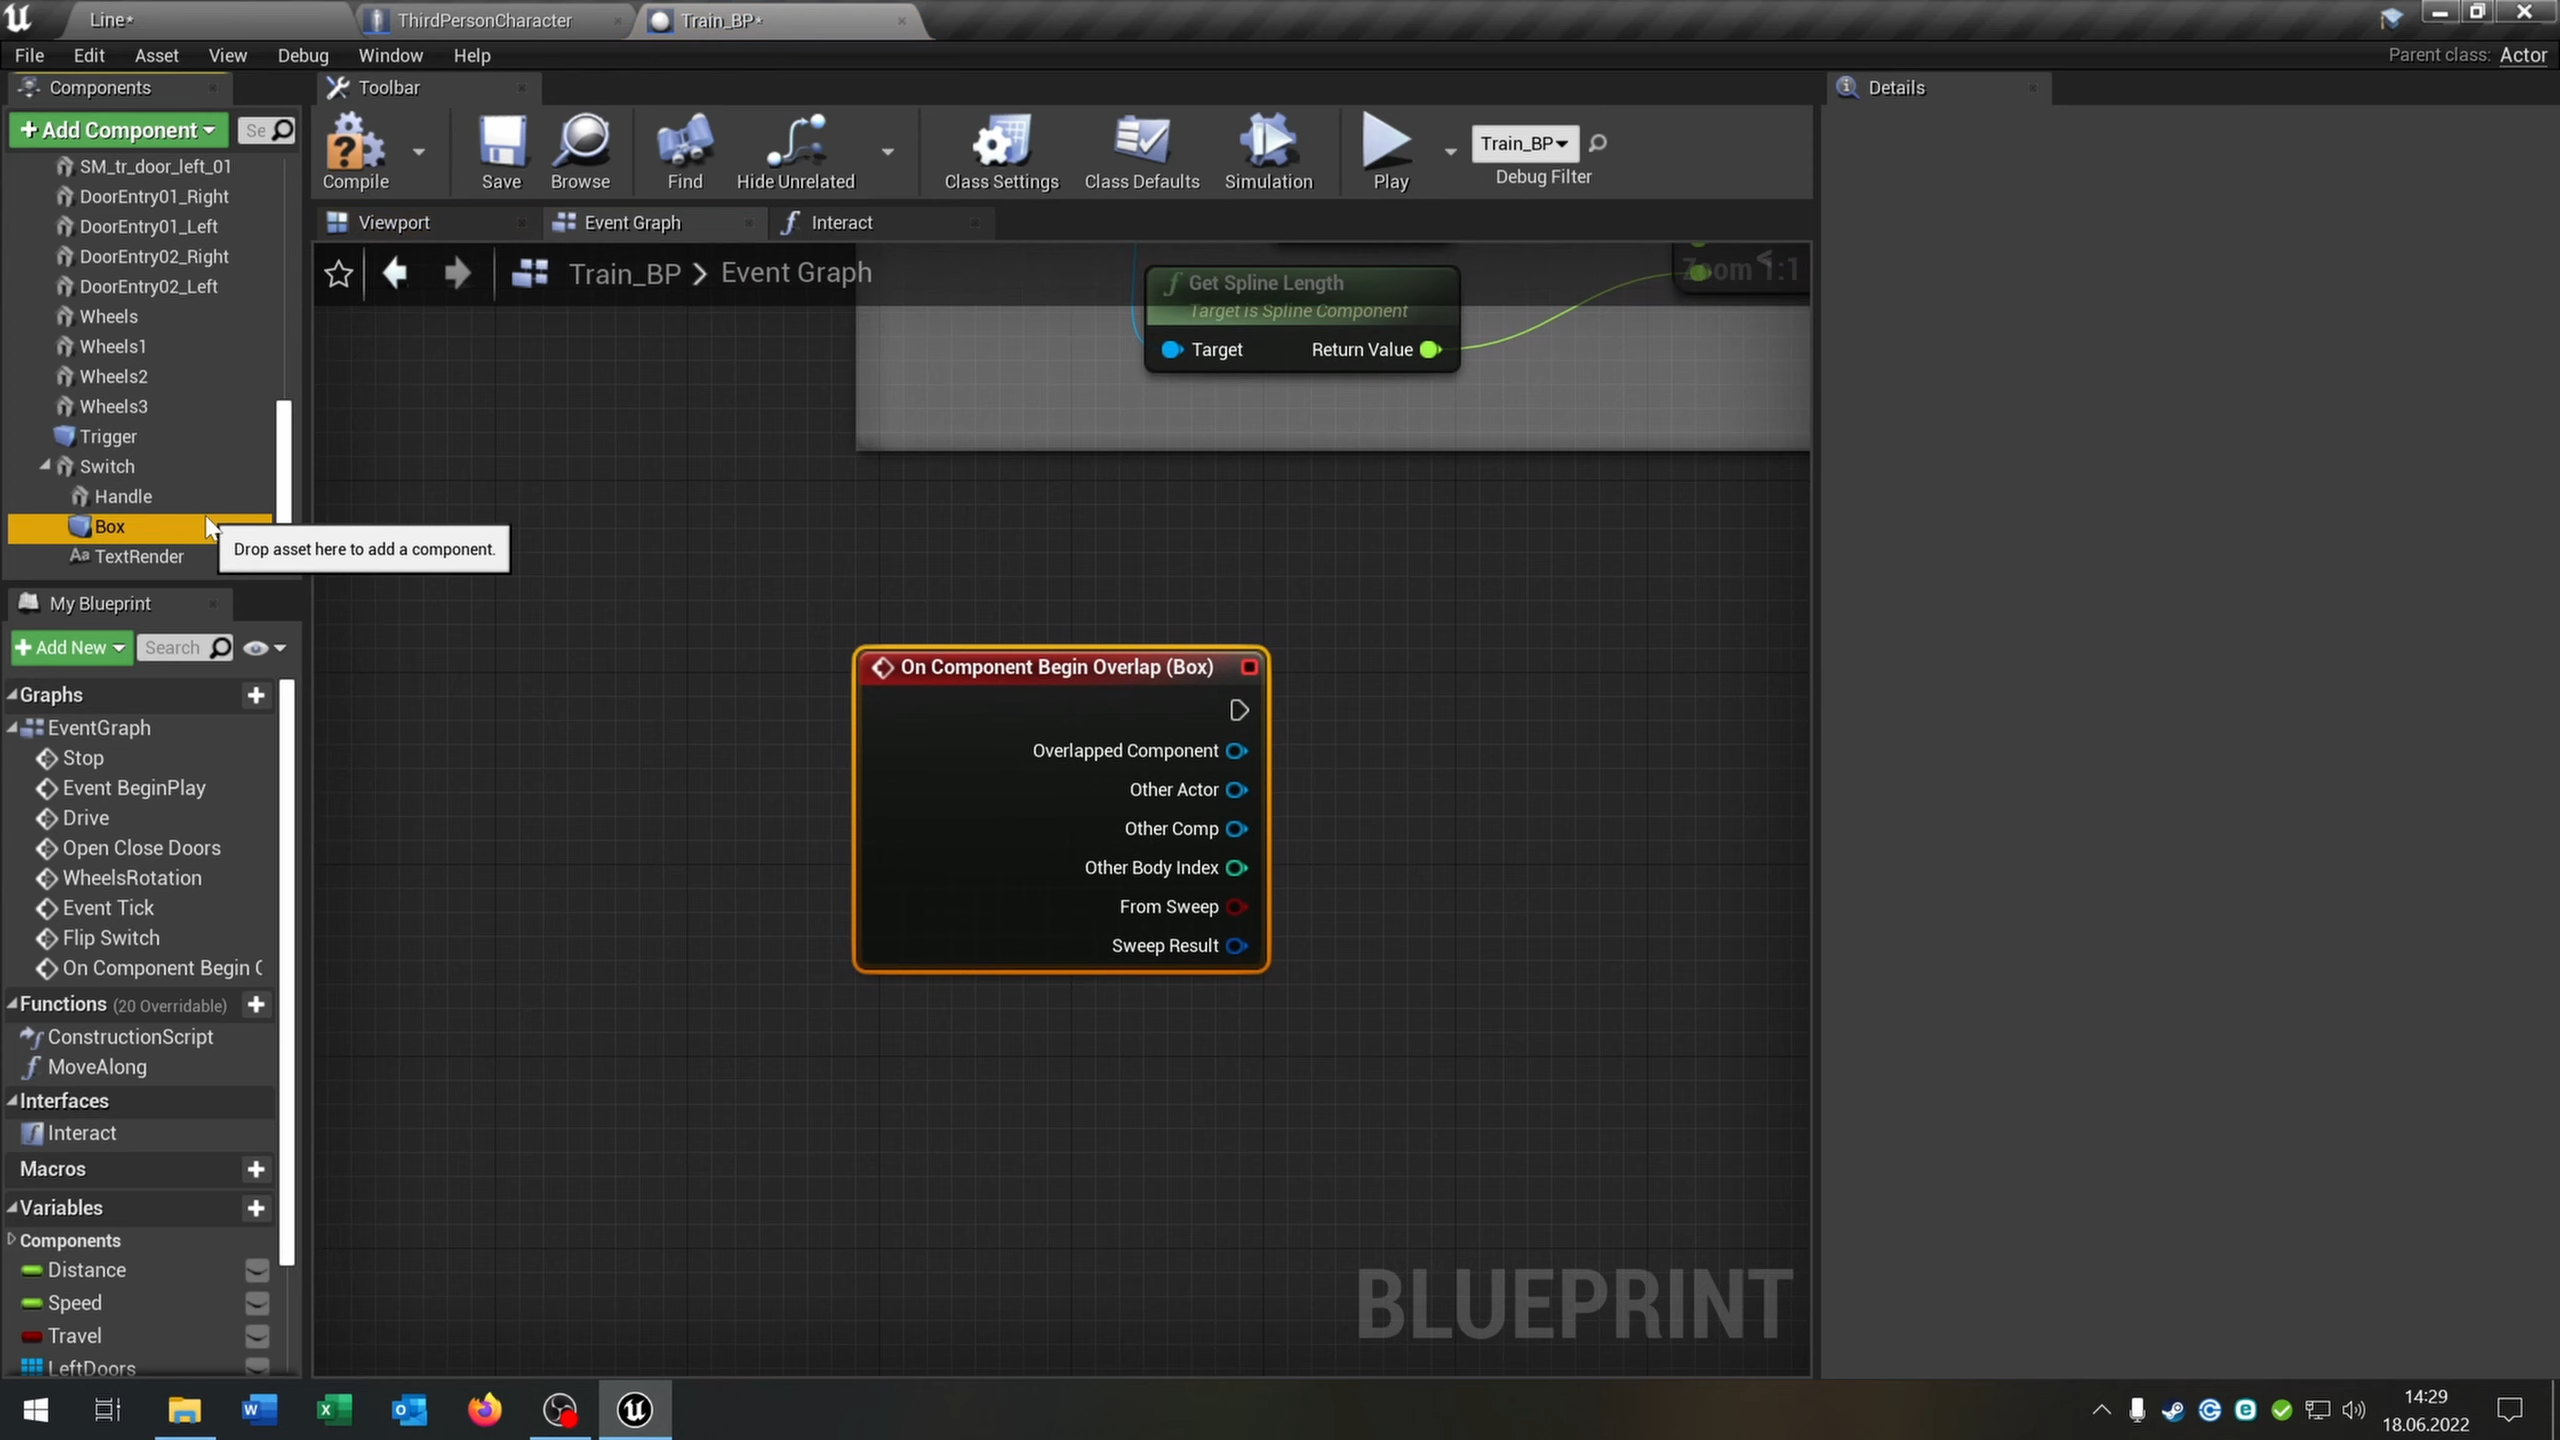 Line*
ThirdPersonCharacter
Train_BP*
File Edit Asset View Debug Window Help
Parent class: Actor
Components
Toolbar
Details
+ Add Component
Se
SM_tr_door_left_01
DoorEntry01_Right
DoorEntry01_Left
DoorEntry02_Right
DoorEntry02_Left
Wheels
Wheels1
Wheels2
Wheels3
Trigger
Switch
Handle
Box
TextRender
Drop asset here to add a component.
Compile
Save
Browse
Find
Hide Unrelated
Class Settings
Class Defaults
Simulation
Play
Train_BP
Debug Filter
Viewport
Event Graph
Interact
Train_BP > Event Graph
Zoom 1:1
Get Spline Length
Target is Spline Component
Target Return Value
On Component Begin Overlap (Box)
Overlapped Component
Other Actor
Other Comp
Other Body Index
From Sweep
Sweep Result
BLUEPRINT
My Blueprint
+ Add New
Search
Graphs
EventGraph
Stop
Event BeginPlay
Drive
Open Close Doors
WheelsRotation
Event Tick
Flip Switch
On Component Begin
Functions (20 Overridable)
ConstructionScript
MoveAlong
Interfaces
Interact
Macros
Variables
Components
Distance
Speed
Travel
LeftDoors
14:29
18.06.2022